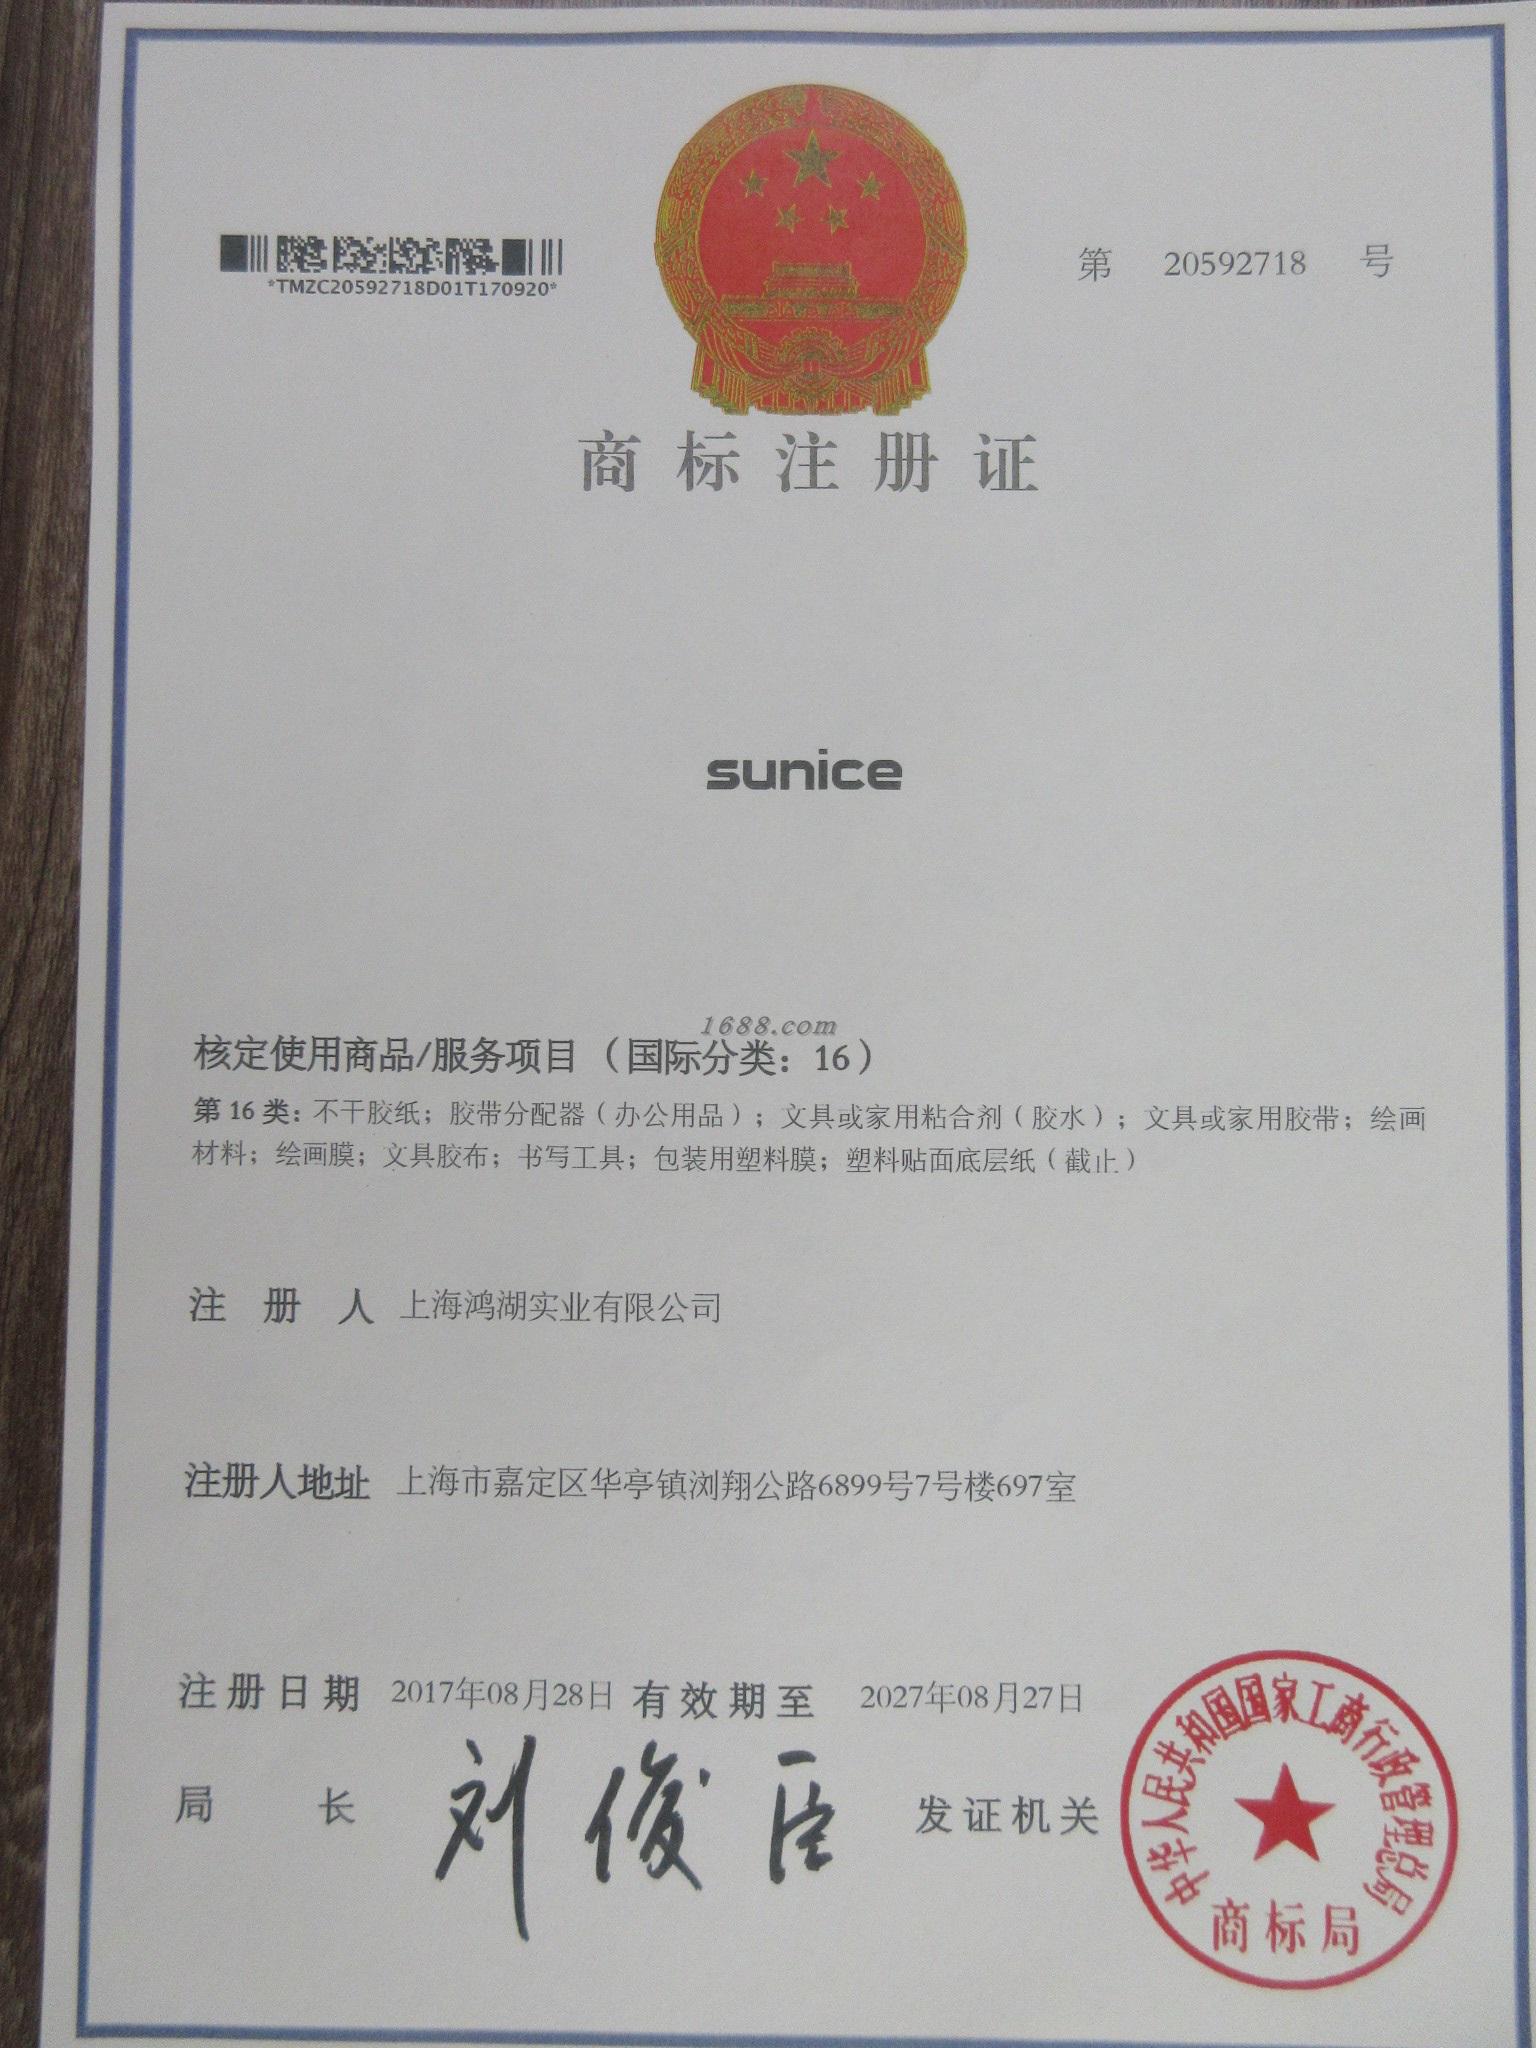 *TMZC20592718D01T170920*
第 20592718 号
商标注册证
sunice
1688.com
核定使用商品/服务项目（国际分类：16）
第 16 类：不干胶纸；胶带分配器（办公用品）；文具或家用粘合剂（胶水）；文具或家用胶带；绘画
材料；绘画膜；文具胶布；书写工具；包装用塑料膜；塑料贴面底层纸（截止）
注册人 上海鸿湖实业有限公司
注册人地址 上海市嘉定区华亭镇浏翔公路6899号7号楼697室
注册日期 2017年08月28日 有效期至 2027年08月27日
局长 刘俊臣 发证机关
中华人民共和国国家工商行政管理总局
商标局